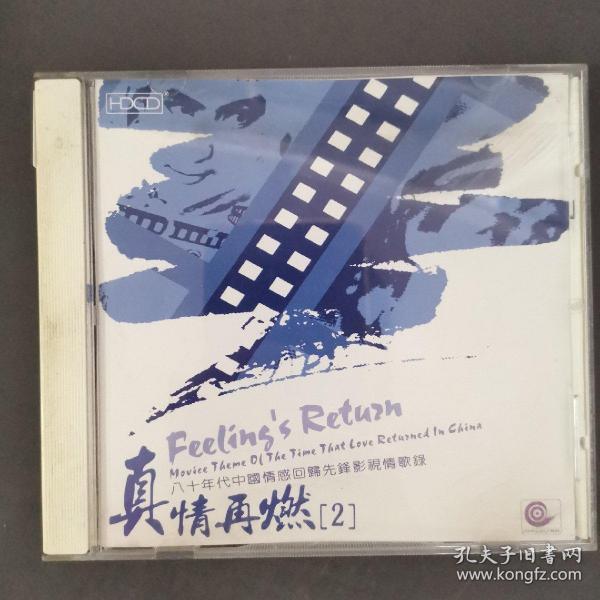 HDCD
Feeling's Return
Movice Theme Of The Time That Love Returned In China
八十年代中國情感回歸先鋒影視情歌錄
真情再燃[2]
孔夫子旧书网
www.kongfz.com